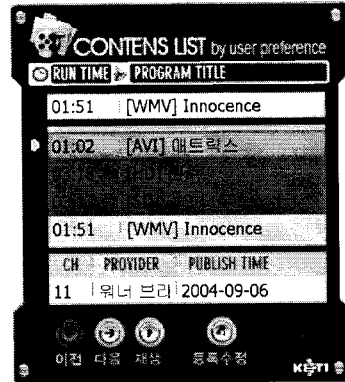 CONTENS LIST by user preference
RUN TIME PROGRAM TITLE
01:51 [WMV] Innocence
01:02 [AVI] 매트릭스
01:51 [WMV] Innocence
CH PROVIDER PUBLISH TIME
11 워너 브라 2004-09-06
이전 다음 재생 등록수정
KETI